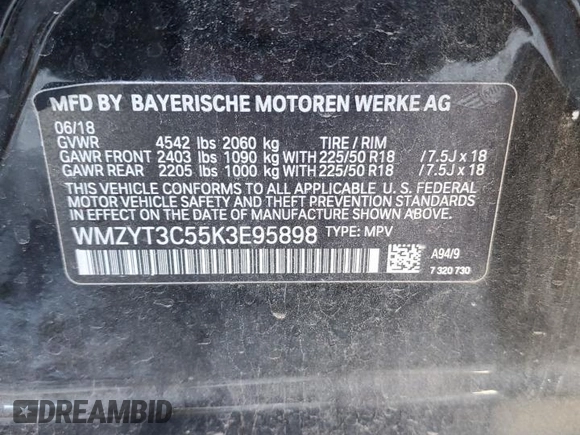 MFD BY BAYERISCHE MOTOREN WERKE AG
06/18
GVWR 4542 lbs 2060 kg TIRE / RIM
GAWR FRONT 2403 lbs 1090 kg WITH 225/50 R18 / 7.5J x 18
GAWR REAR 2205 lbs 1000 kg WITH 225/50 R18 / 7.5J x 18
THIS VEHICLE CONFORMS TO ALL APPLICABLE U. S. FEDERAL
MOTOR VEHICLE SAFETY AND THEFT PREVENTION STANDARDS
IN EFFECT ON THE DATE OF MANUFACTURE SHOWN ABOVE.
WMZYT3C55K3E95898 TYPE: MPV
A94/9
7 320 730
DREAMBID